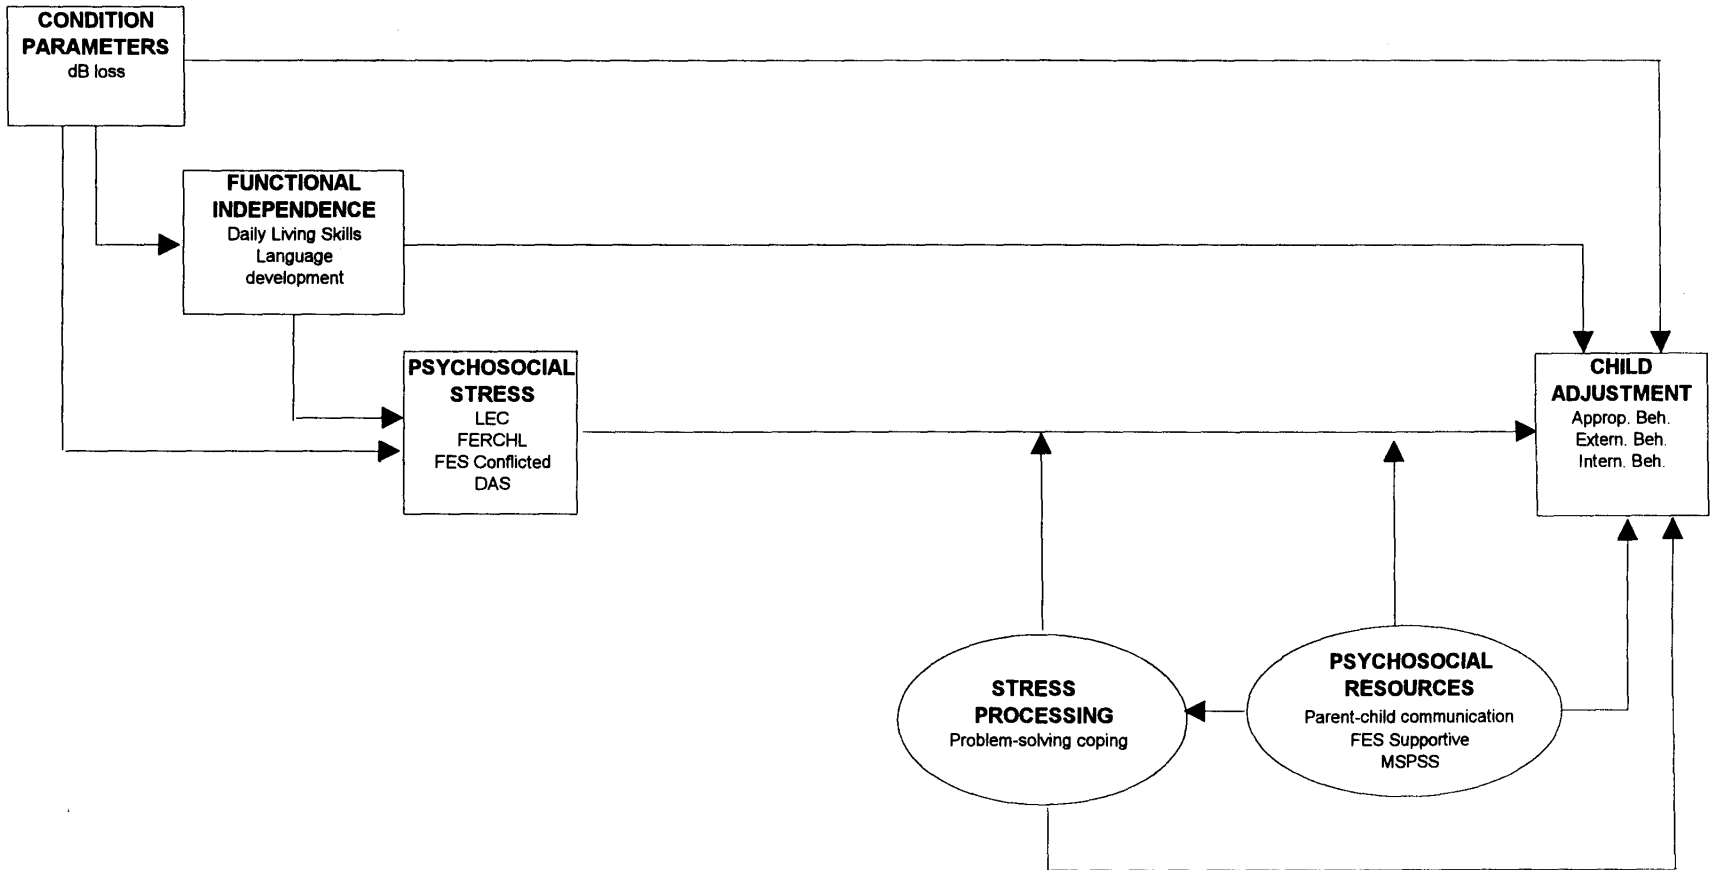 CONDITION
PARAMETERS
dB loss
FUNCTIONAL
INDEPENDENCE
Daily Living Skills
Language
development
PSYCHOSOCIAL
STRESS
LEC
FERCHL
FES Conflicted
DAS
CHILD
ADJUSTMENT
Approp. Beh.
Extern. Beh.
Intern. Beh.
STRESS
PROCESSING
Problem-solving coping
PSYCHOSOCIAL
RESOURCES
Parent-child communication
FES Supportive
MSPSS